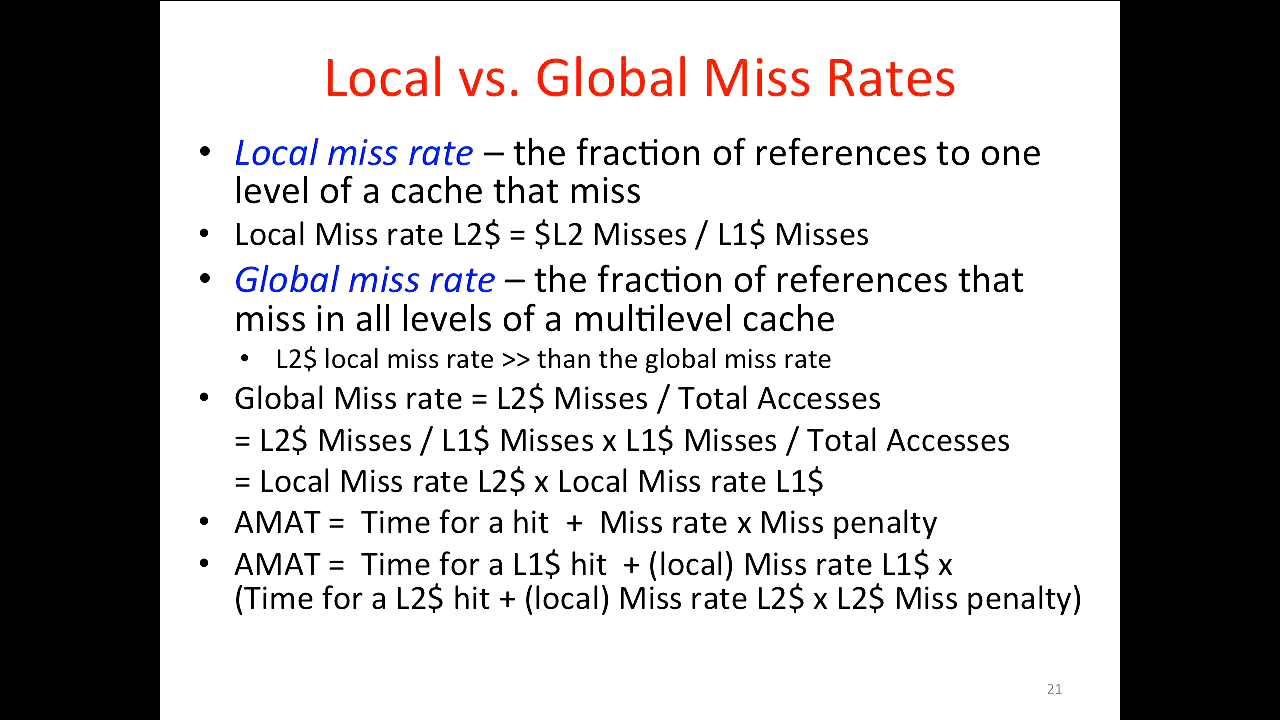 Local vs. Global Miss Rates
• Local miss rate – the fraction of references to one
level of a cache that miss
• Local Miss rate L2$ = $L2 Misses / L1$ Misses
• Global miss rate – the fraction of references that
miss in all levels of a multilevel cache
• L2$ local miss rate >> than the global miss rate
• Global Miss rate = L2$ Misses / Total Accesses
= L2$ Misses / L1$ Misses x L1$ Misses / Total Accesses
= Local Miss rate L2$ x Local Miss rate L1$
• AMAT = Time for a hit + Miss rate x Miss penalty
• AMAT = Time for a L1$ hit + (local) Miss rate L1$ x
(Time for a L2$ hit + (local) Miss rate L2$ x L2$ Miss penalty)
21